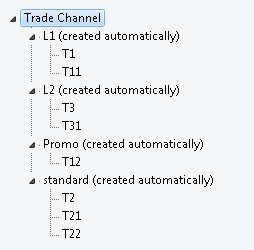 Trade Channel
L1 (created automatically)
T1
T11
L2 (created automatically)
T3
T31
Promo (created automatically)
T12
standard (created automatically)
T2
T21
T22